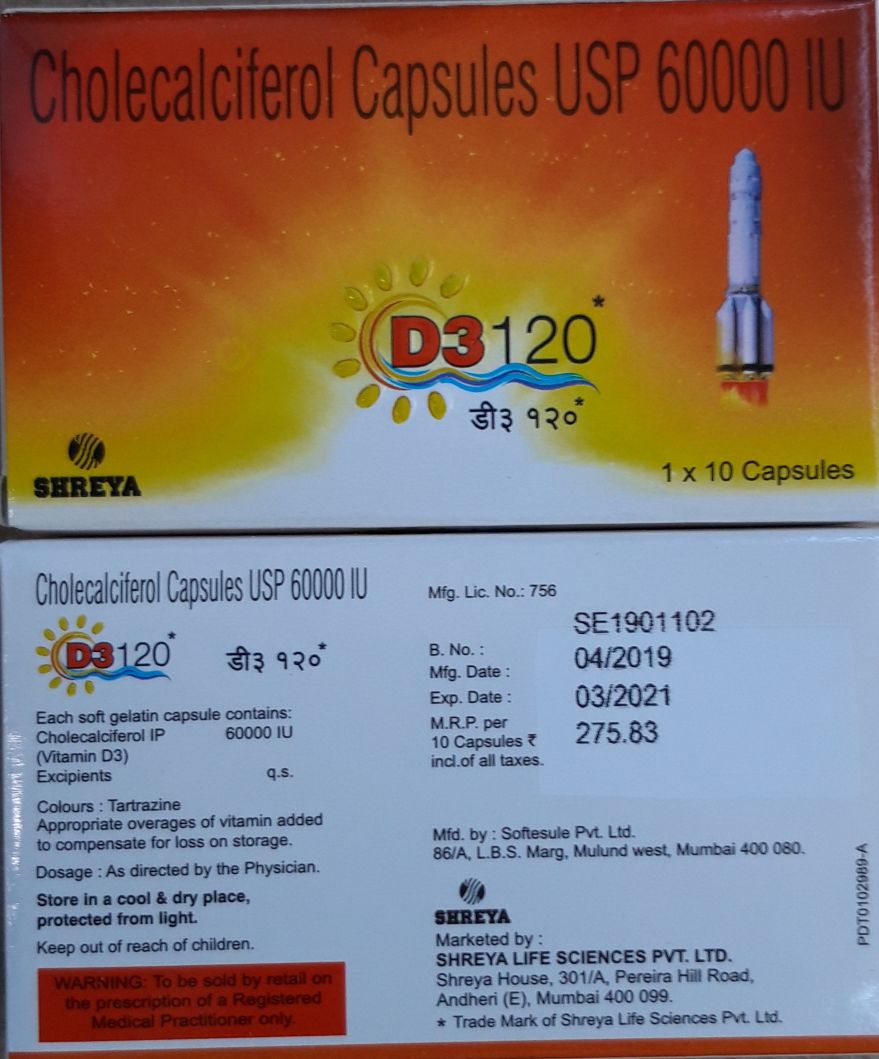 Cholecalciferol Capsules USP 60000 IU
D3120*
डी३ १२०*
SHREYA
1 x 10 Capsules
Cholecalciferol Capsules USP 60000 IU
D3120*
डी३ १२०*
Each soft gelatin capsule contains:
Cholecalciferol IP 60000 IU
(Vitamin D3)
Excipients q.s.
Colours : Tartrazine
Appropriate overages of vitamin added
to compensate for loss on storage.
Dosage : As directed by the Physician.
Store in a cool & dry place,
protected from light.
Keep out of reach of children.
WARNING: To be sold by retail on
the prescription of a Registered
Medical Practitioner only.
Mfg. Lic. No.: 756
B. No. : SE1901102
Mfg. Date : 04/2019
Exp. Date : 03/2021
M.R.P. per
10 Capsules ₹ 275.83
incl.of all taxes.
Mfd. by : Softesule Pvt. Ltd.
86/A, L.B.S. Marg, Mulund west, Mumbai 400 080.
SHREYA
Marketed by :
SHREYA LIFE SCIENCES PVT. LTD.
Shreya House, 301/A, Pereira Hill Road,
Andheri (E), Mumbai 400 099.
* Trade Mark of Shreya Life Sciences Pvt. Ltd.
PDT0102989-A